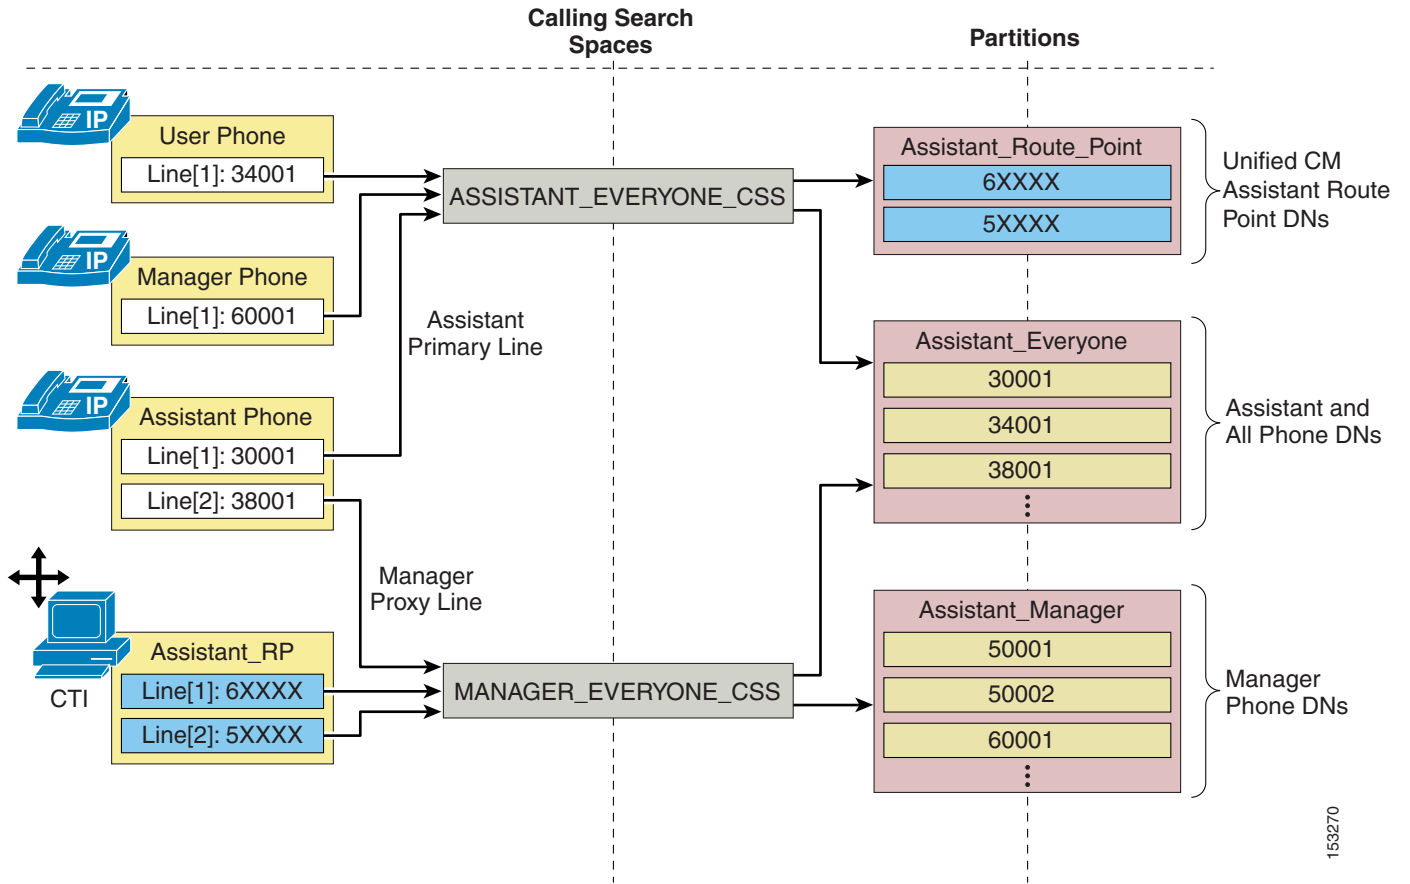 Calling Search
Spaces
Partitions
IP
User Phone
Line[1]: 34001
IP
Manager Phone
Line[1]: 60001
IP
Assistant Phone
Line[1]: 30001
Line[2]: 38001
CTI
Assistant_RP
Line[1]: 6XXXX
Line[2]: 5XXXX
Assistant
Primary Line
Manager
Proxy Line
ASSISTANT_EVERYONE_CSS
MANAGER_EVERYONE_CSS
Assistant_Route_Point
6XXXX
5XXXX
Unified CM
Assistant Route
Point DNs
Assistant_Everyone
30001
34001
38001
Assistant and
All Phone DNs
Assistant_Manager
50001
50002
60001
Manager
Phone DNs
153270